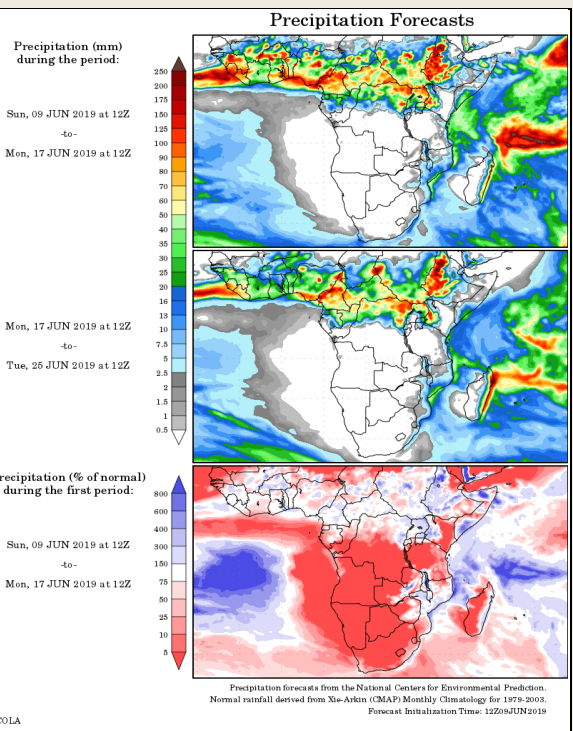 Precipitation Forecasts
Precipitation (mm)
during the period:
Sun, 09 JUN 2019 at 12Z
-to-
Mon, 17 JUN 2019 at 12Z
250
200
175
150
125
100
90
80
70
60
50
40
35
30
25
20
16
13
10
7.5
5
2.5
2
1.5
1
0.5
Mon, 17 JUN 2019 at 12Z
-to-
Tue, 25 JUN 2019 at 12Z
recipitation (% of normal)
during the first period:
Sun, 09 JUN 2019 at 12Z
-to-
Mon, 17 JUN 2019 at 12Z
800
600
400
300
150
75
50
25
10
5
Precipitation forecasts from the National Centers for Environmental Prediction.
Normal rainfall derived from Xie-Arkin (CMAP) Monthly Climatology for 1979-2003.
Forecast Initialization Time: 12Z09JUN2019
COLA